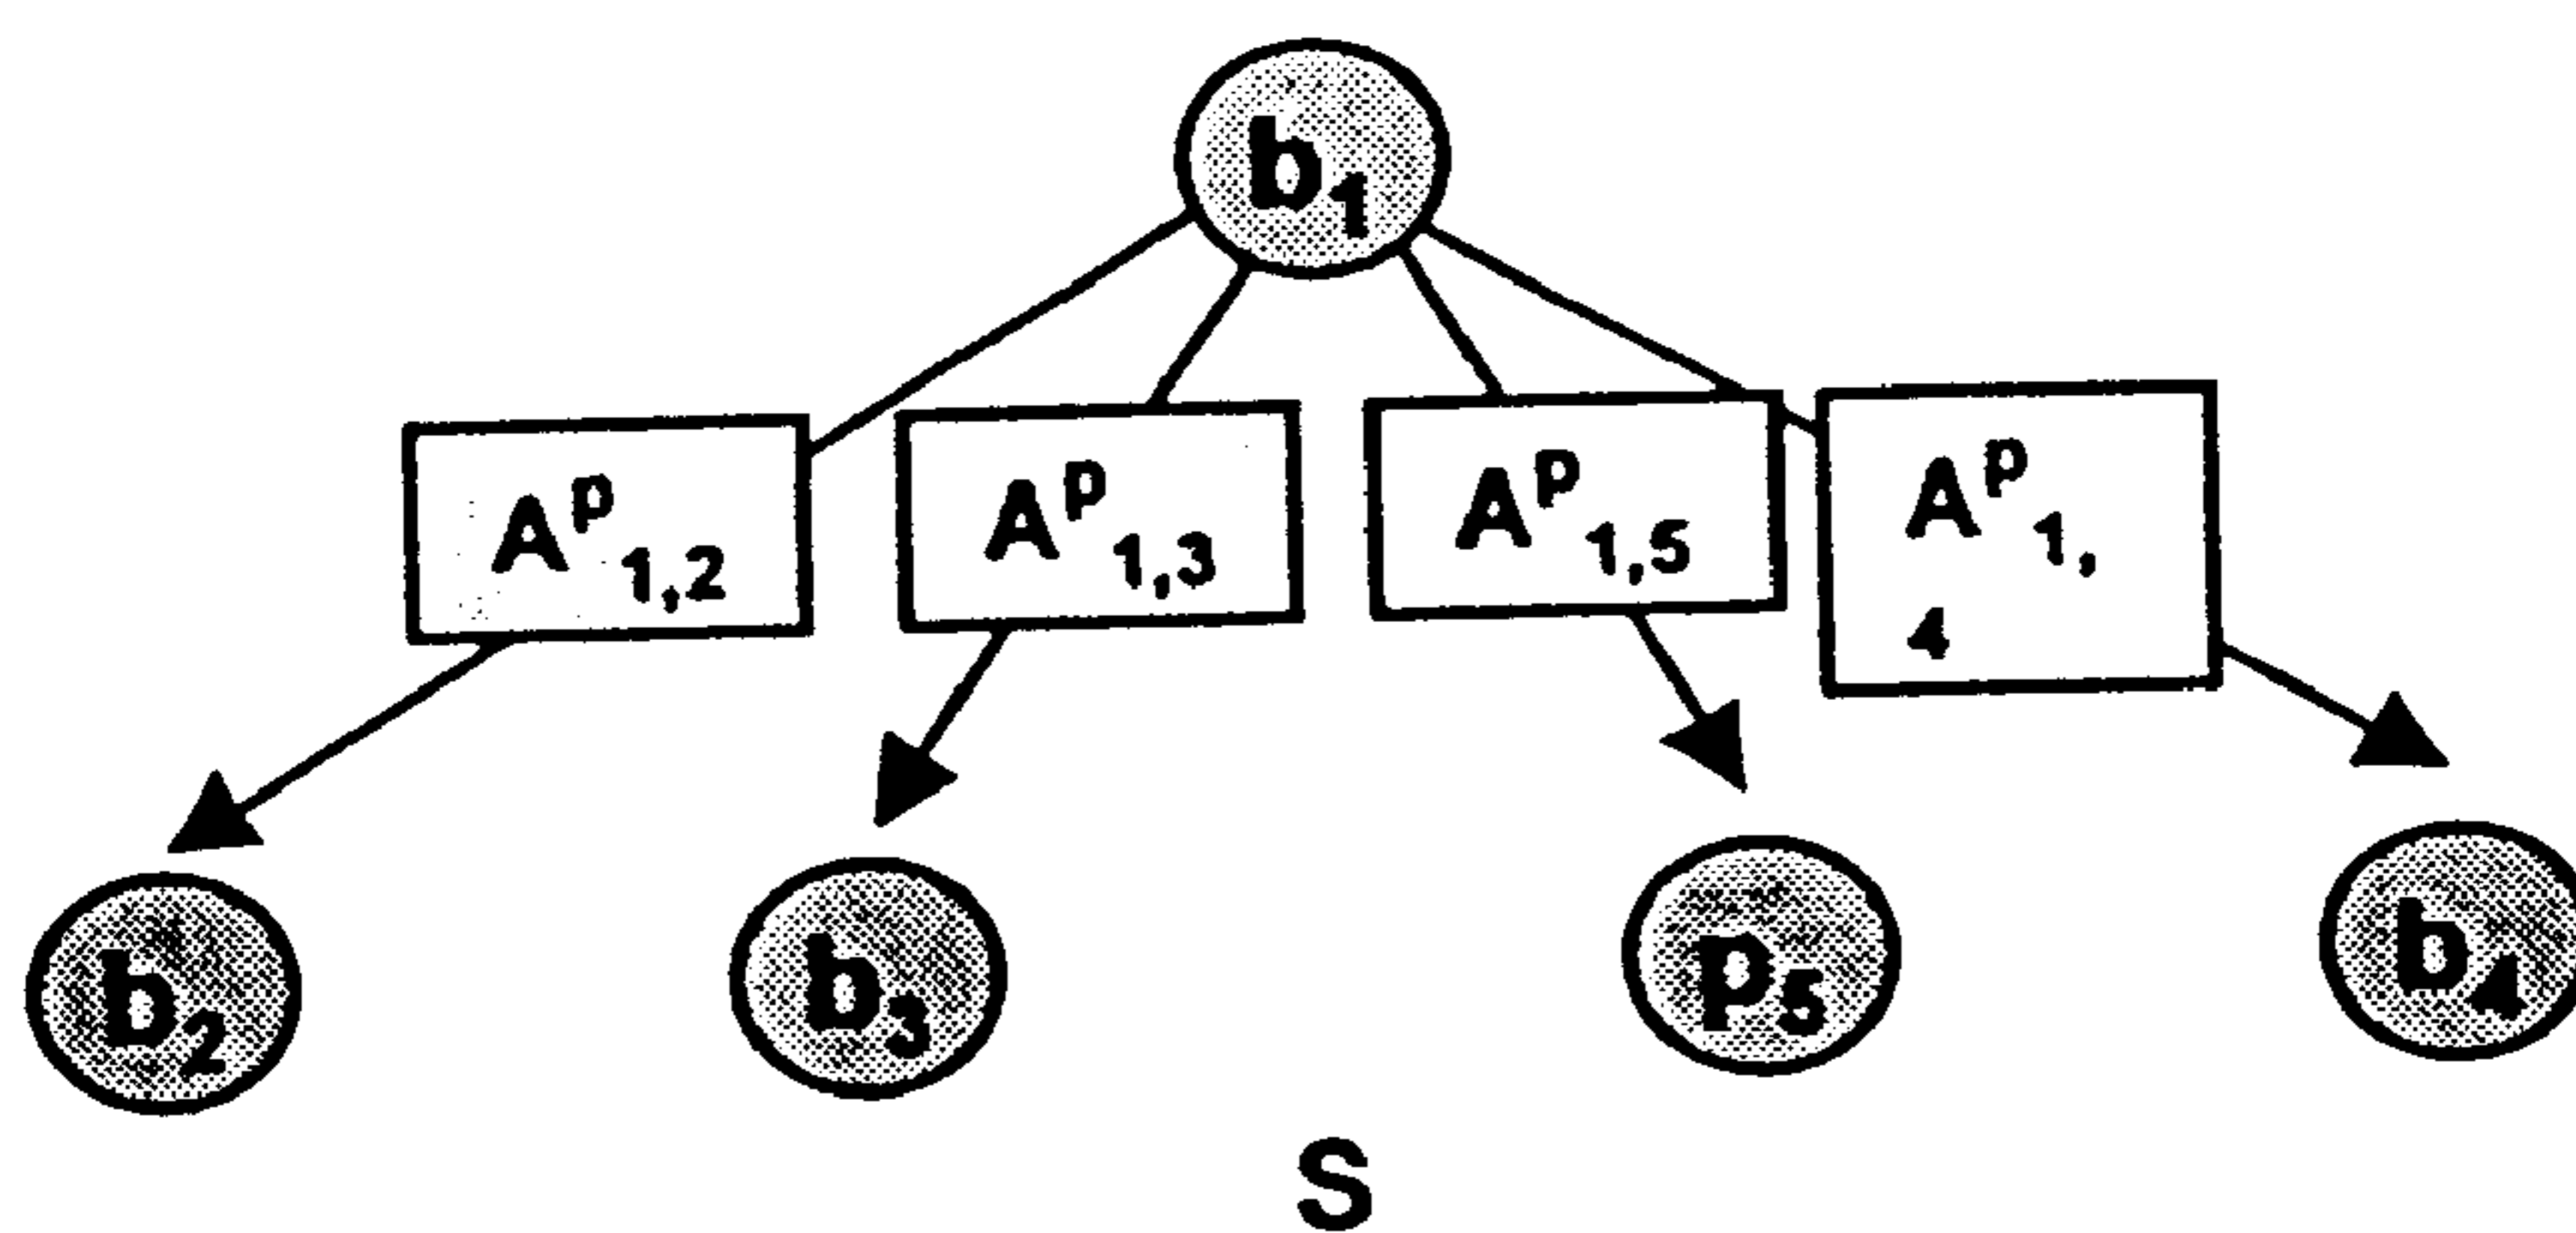 b₁
Aᵖ₁,₂
Aᵖ₁,₃
Aᵖ₁,₅
Aᵖ₁,
₄
b₂
b₃
p₅
b₄
S